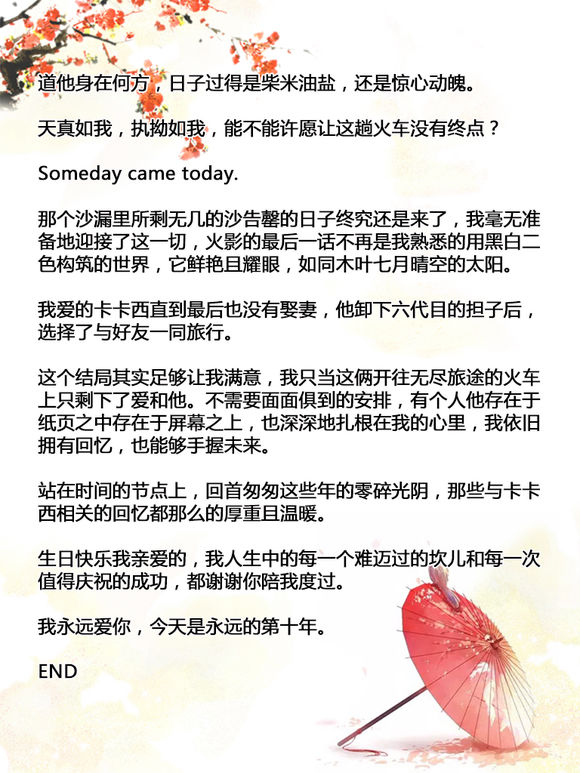 道他身在何方，日子过得是柴米油盐，还是惊心动魄。
天真如我，执拗如我，能不能许愿让这趟火车没有终点？
Someday came today.
那个沙漏里所剩无几的沙告罄的日子终究还是来了，我毫无准
备地迎接了这一切，火影的最后一话不再是我熟悉的用黑白二
色构筑的世界，它鲜艳且耀眼，如同木叶七月晴空的太阳。
我爱的卡卡西直到最后也没有娶妻，他卸下六代目的担子后，
选择了与好友一同旅行。
这个结局其实足够让我满意，我只当这俩开往无尽旅途的火车
上只剩下了爱和他。不需要面面俱到的安排，有个人他存在于
纸页之中存在于屏幕之上，也深深地扎根在我的心里，我依旧
拥有回忆，也能够手握未来。
站在时间的节点上，回首匆匆这些年的零碎光阴，那些与卡卡
西相关的回忆都那么的厚重且温暖。
生日快乐我亲爱的，我人生中的每一个难迈过的坎儿和每一次
值得庆祝的成功，都谢谢你陪我度过。
我永远爱你，今天是永远的第十年。
END